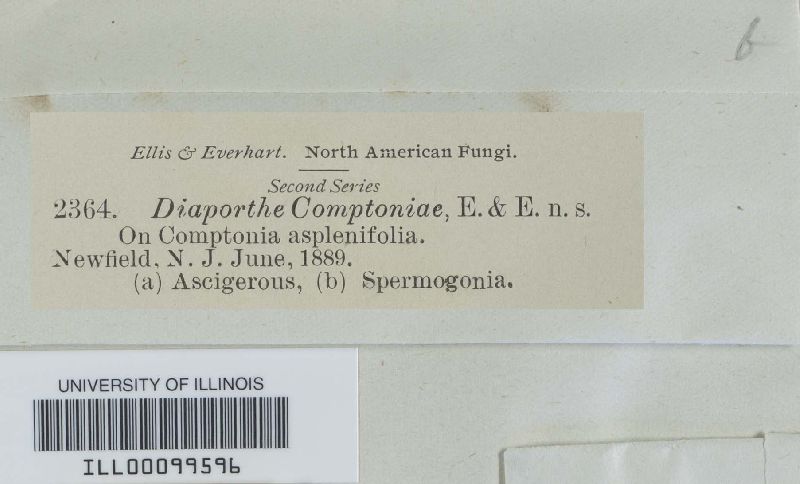 b
Ellis & Everhart. North American Fungi.
Second Series
2364. Diaporthe Comptoniae, E. & E. n. s.
On Comptonia asplenifolia.
Newfield, N. J. June, 1889.
(a) Ascigerous, (b) Spermogonia.
UNIVERSITY OF ILLINOIS
ILL00099596